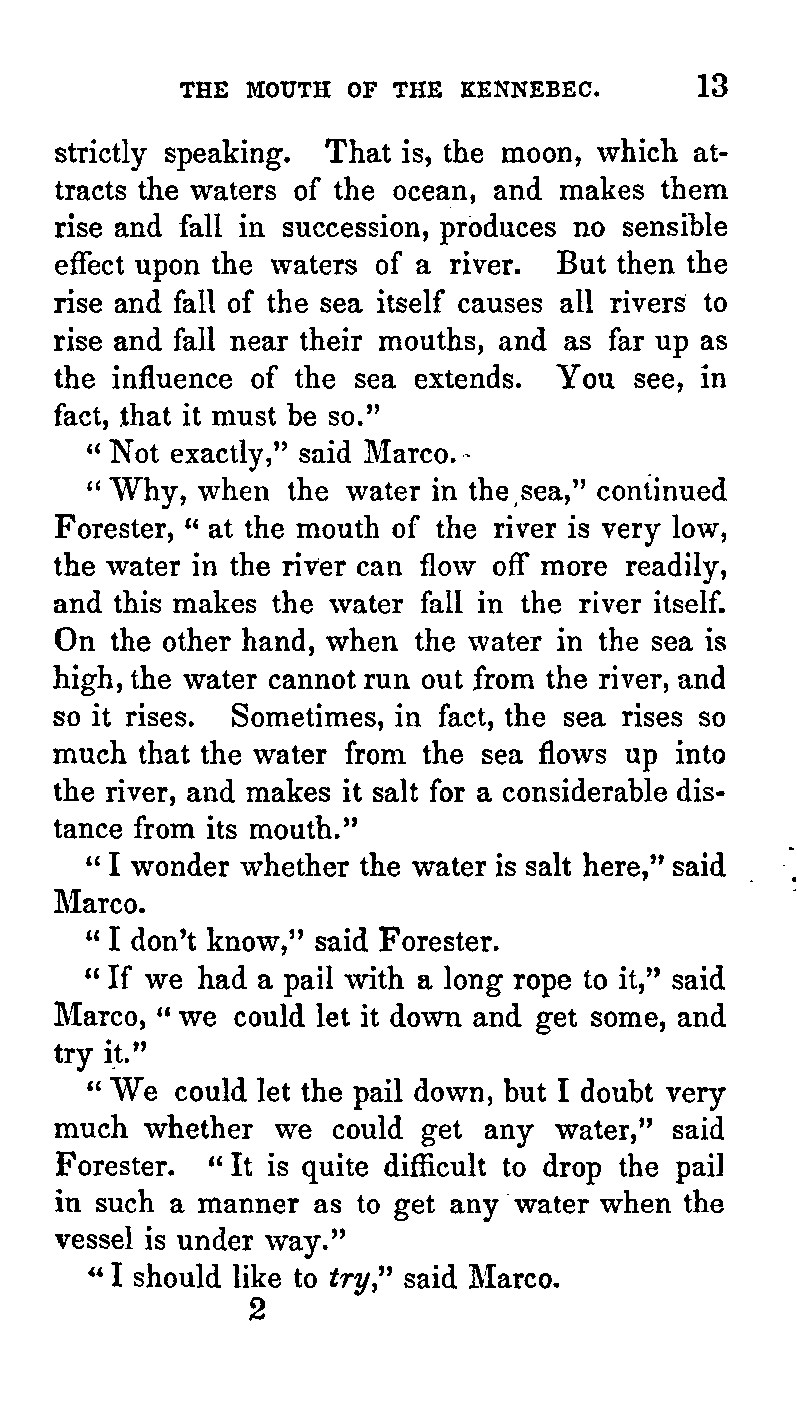 THE MOUTH OF THE KENNEBEC. 13
strictly speaking. That is, the moon, which at-
tracts the waters of the ocean, and makes them
rise and fall in succession, produces no sensible
effect upon the waters of a river. But then the
rise and fall of the sea itself causes all rivers to
rise and fall near their mouths, and as far up as
the influence of the sea extends. You see, in
fact, that it must be so.”
“ Not exactly,” said Marco.
“ Why, when the water in the sea,” continued
Forester, “ at the mouth of the river is very low,
the water in the river can flow off more readily,
and this makes the water fall in the river itself.
On the other hand, when the water in the sea is
high, the water cannot run out from the river, and
so it rises. Sometimes, in fact, the sea rises so
much that the water from the sea flows up into
the river, and makes it salt for a considerable dis-
tance from its mouth.”
“ I wonder whether the water is salt here,” said
Marco.
“ I don’t know,” said Forester.
“ If we had a pail with a long rope to it,” said
Marco, “ we could let it down and get some, and
try it.”
“ We could let the pail down, but I doubt very
much whether we could get any water,” said
Forester. “ It is quite difficult to drop the pail
in such a manner as to get any water when the
vessel is under way.”
“ I should like to try,” said Marco.
2